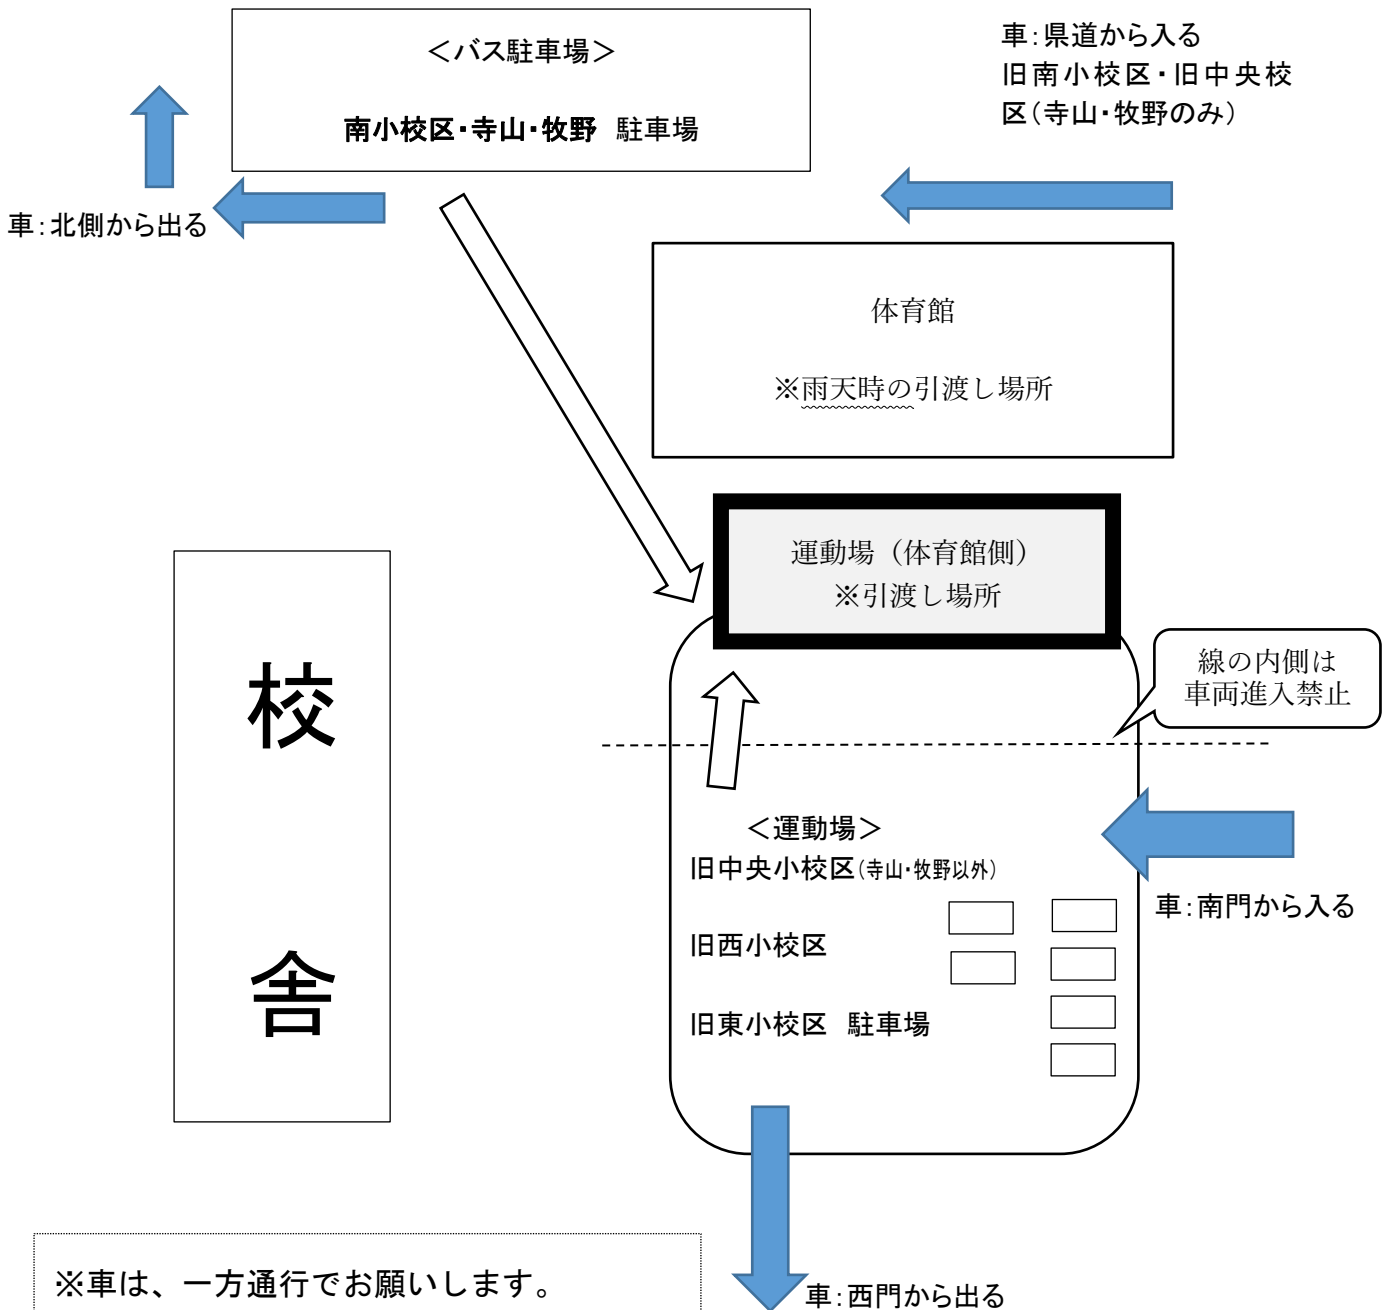 ＜バス駐車場＞
南小校区・寺山・牧野　駐車場
車：県道から入る
旧南小校区・旧中央校
区（寺山・牧野のみ）
車：北側から出る
体育館
※雨天時の引渡し場所
運動場（体育館側）
※引渡し場所
線の内側は
車両進入禁止
校
舎
＜運動場＞
旧中央小校区（寺山・牧野以外）
旧西小校区
旧東小校区　駐車場
車：南門から入る
※車は、一方通行でお願いします。
車：西門から出る